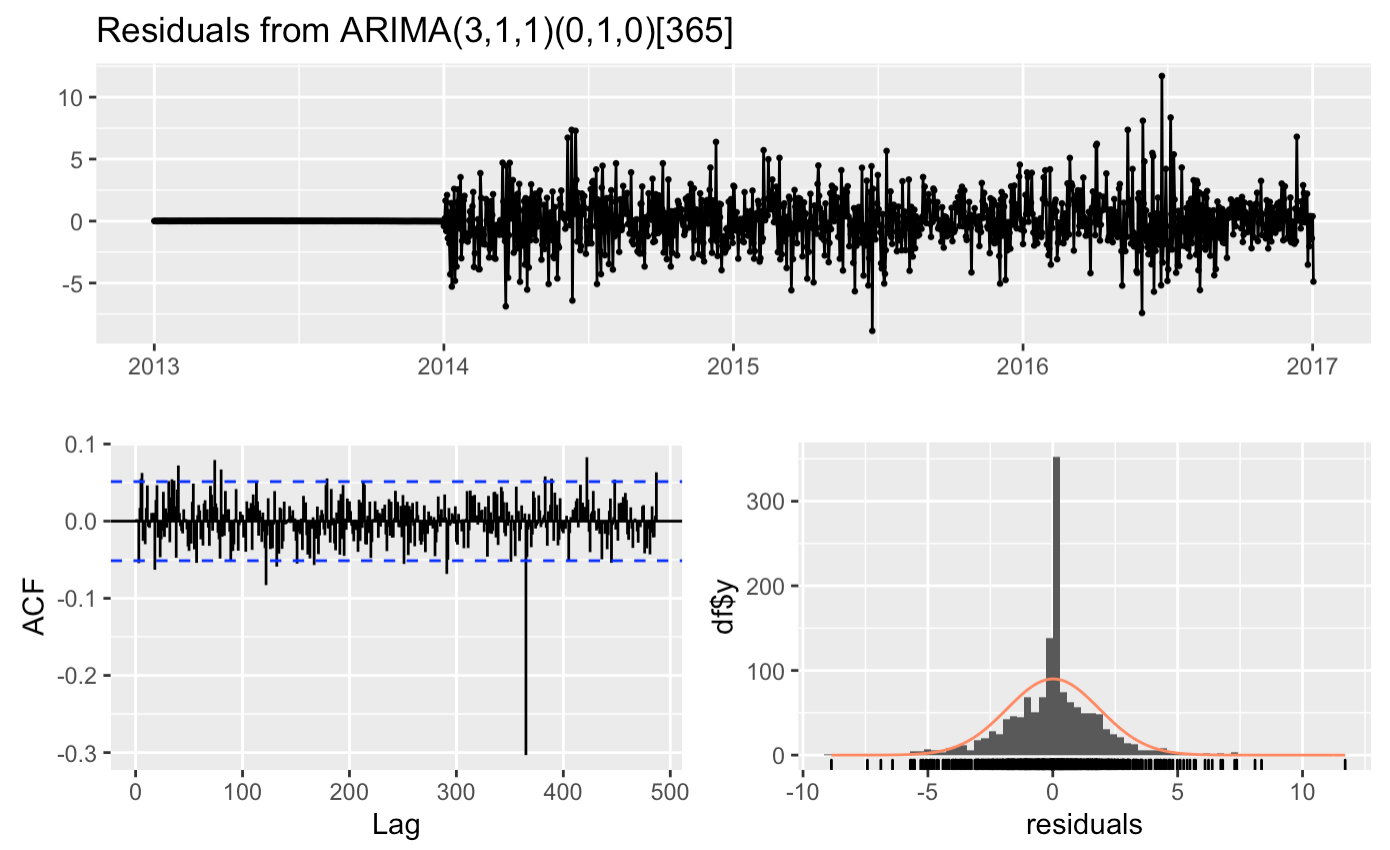 Residuals from ARIMA(3,1,1)(0,1,0)[365]
10
5
0
-5
2013 2014 2015 2016 2017
0.1
0.0
-0.1
-0.2
-0.3
ACF
0 100 200 300 400 500
Lag
300
200
100
0
df$y
-10 -5 0 5 10
residuals